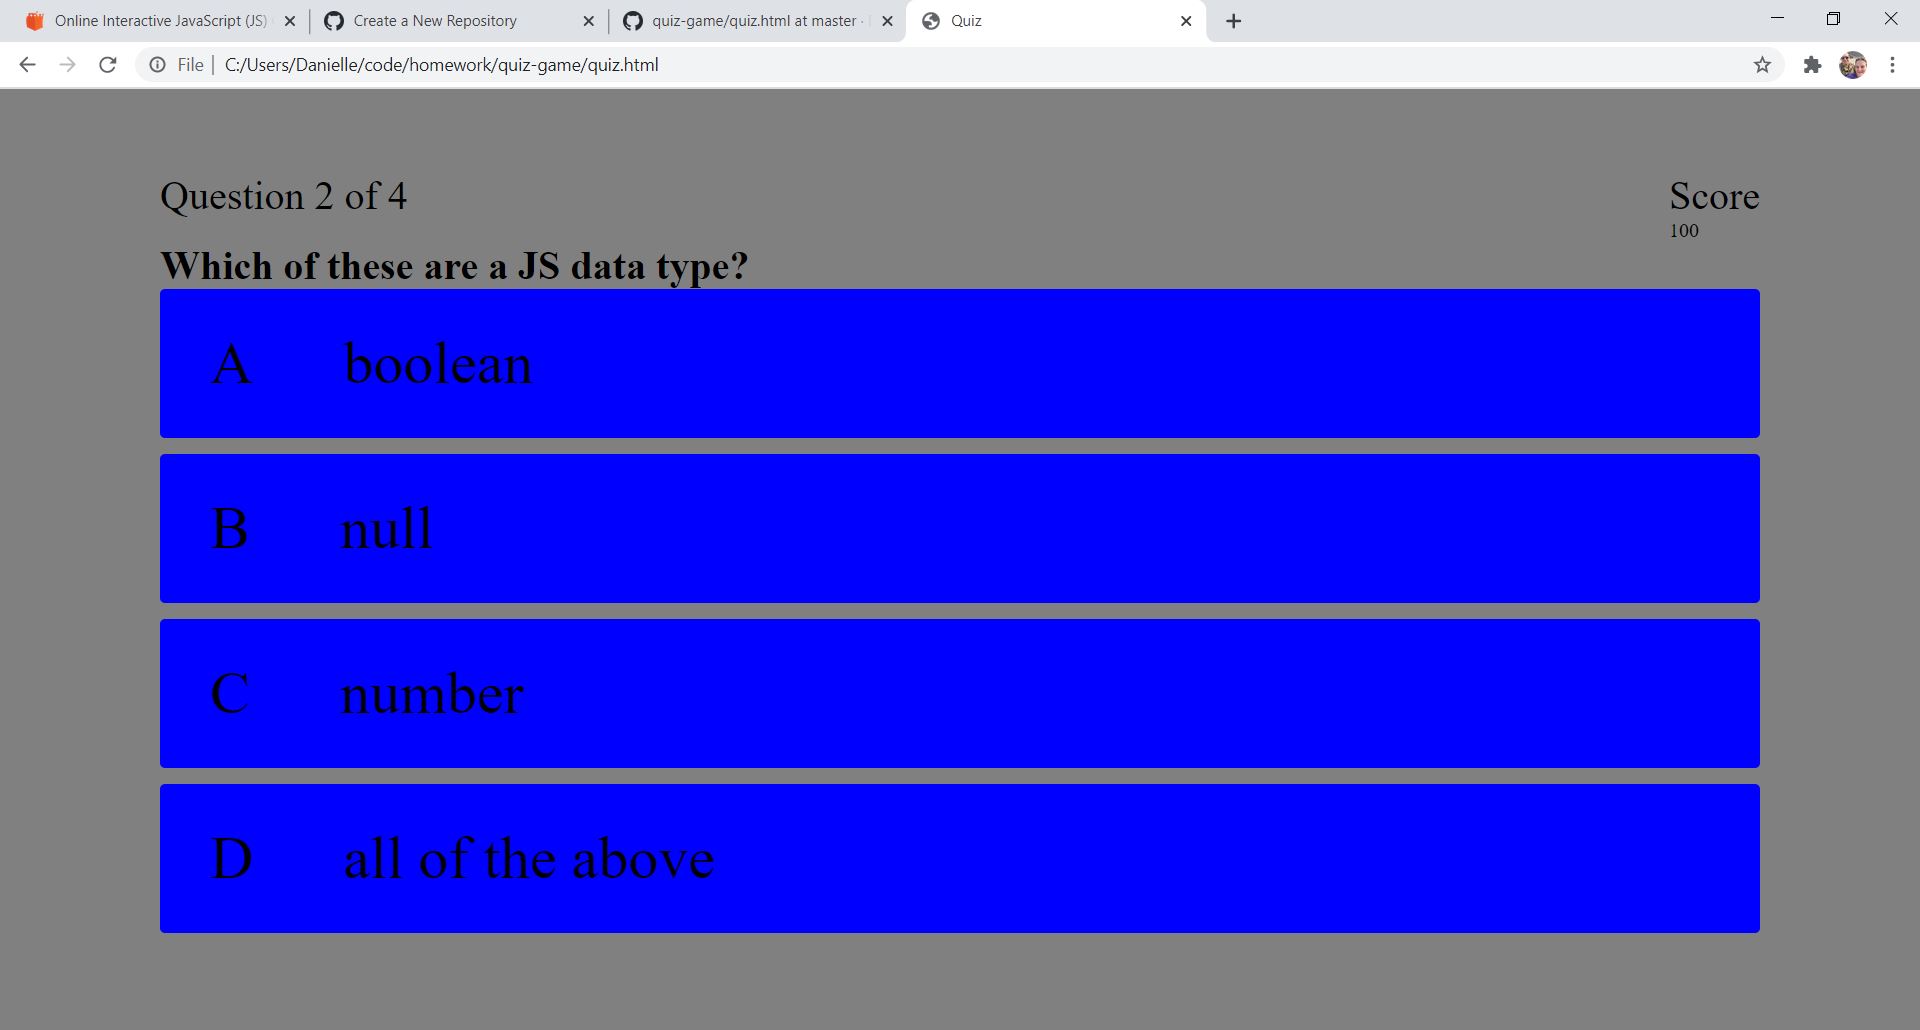 Online Interactive JavaScript (JS)
Create a New Repository
quiz-game/quiz.html at master ·
Quiz
File
C:/Users/Danielle/code/homework/quiz-game/quiz.html
Question 2 of 4
Score
100
Which of these are a JS data type?
A boolean
B null
C number
D all of the above